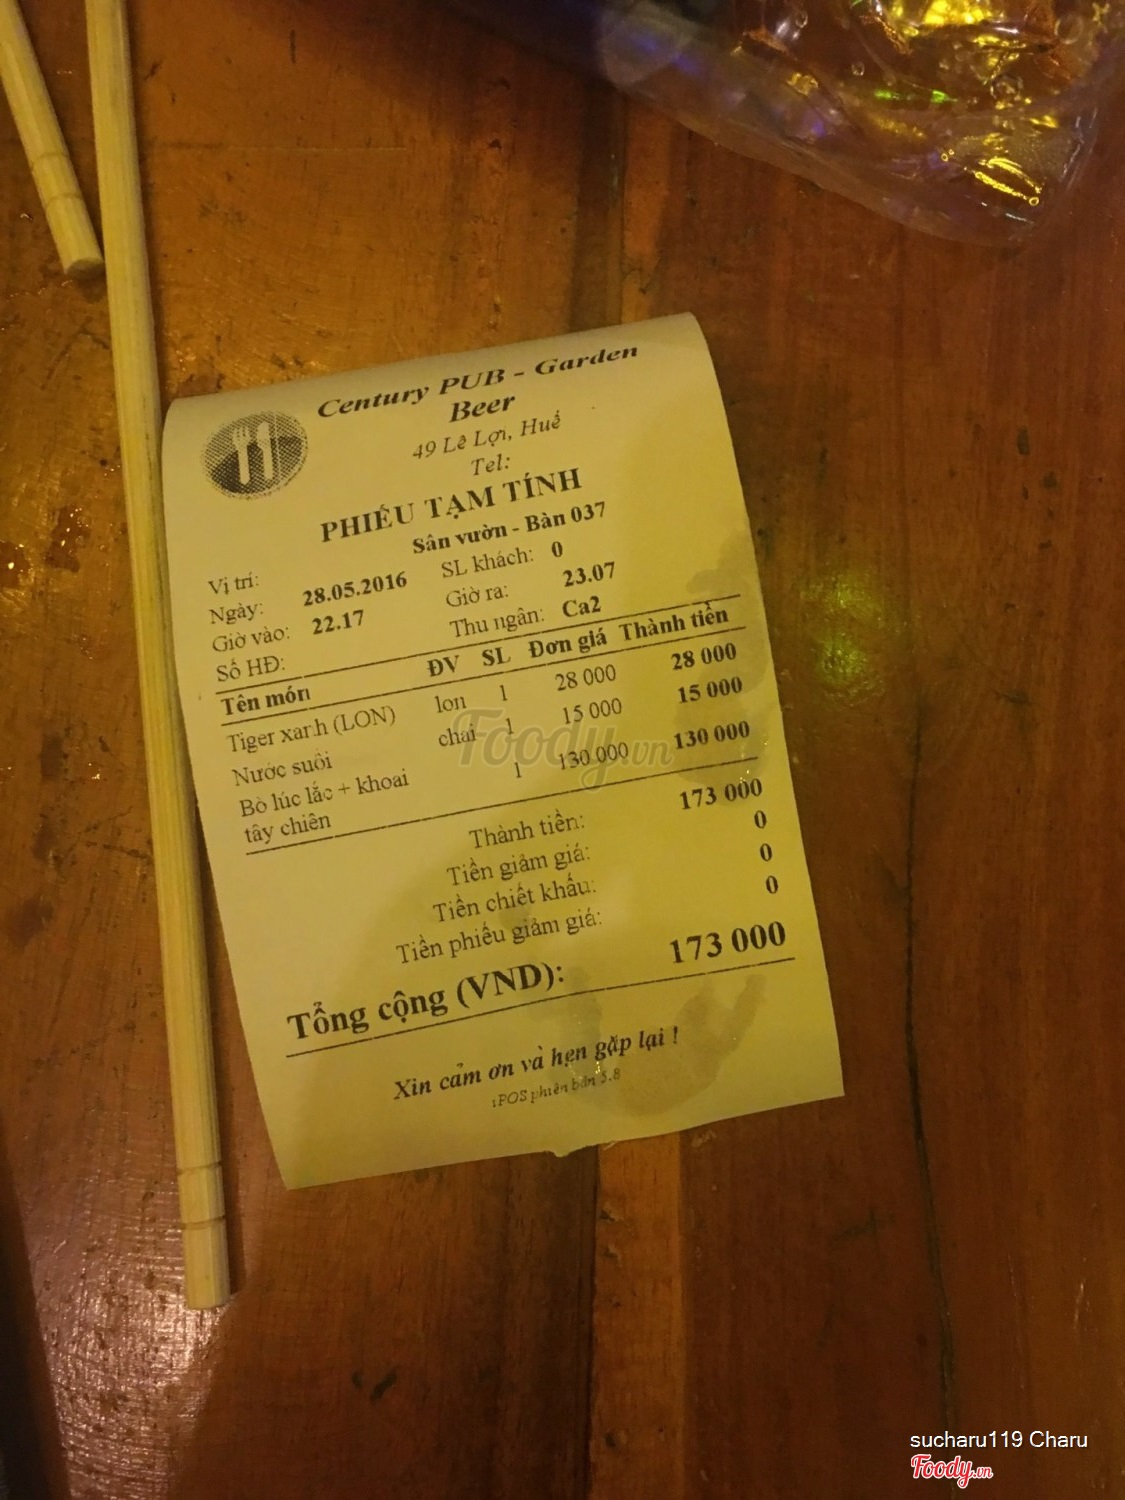 Century PUB - Garden
Beer
49 Lê Lợi, Huế
Tel:
PHIẾU TẠM TÍNH
Vị trí: Sân vườn - Bàn 037
Ngày: 28.05.2016 SL khách: 0
Giờ vào: 22.17 Giờ ra: 23.07
Số HĐ: Thu ngân: Ca2
Tên món ĐV SL Đơn giá Thành tiền
Tiger xanh (LON) lon 1 28 000 28 000
Nước suối chai 1 15 000 15 000
Bò lúc lắc + khoai 1 130 000 130 000
tây chiên
Thành tiền: 173 000
Tiền giảm giá: 0
Tiền chiết khấu: 0
Tiền phiếu giảm giá: 0
Tổng cộng (VND): 173 000
Xin cảm ơn và hẹn gặp lại !
iPOS phiên bản 5.8
Foody.vn
sucharu119 Charu
Foody.vn